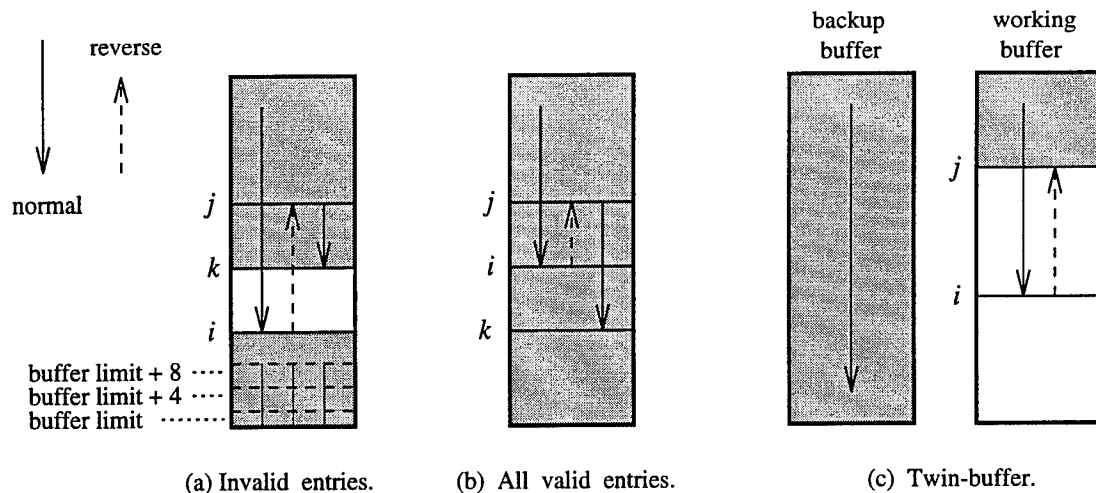 reverse
normal
j
k
i
buffer limit + 8
buffer limit + 4
buffer limit
(a) Invalid entries.
j
i
k
(b) All valid entries.
backup
buffer
working
buffer
j
i
(c) Twin-buffer.